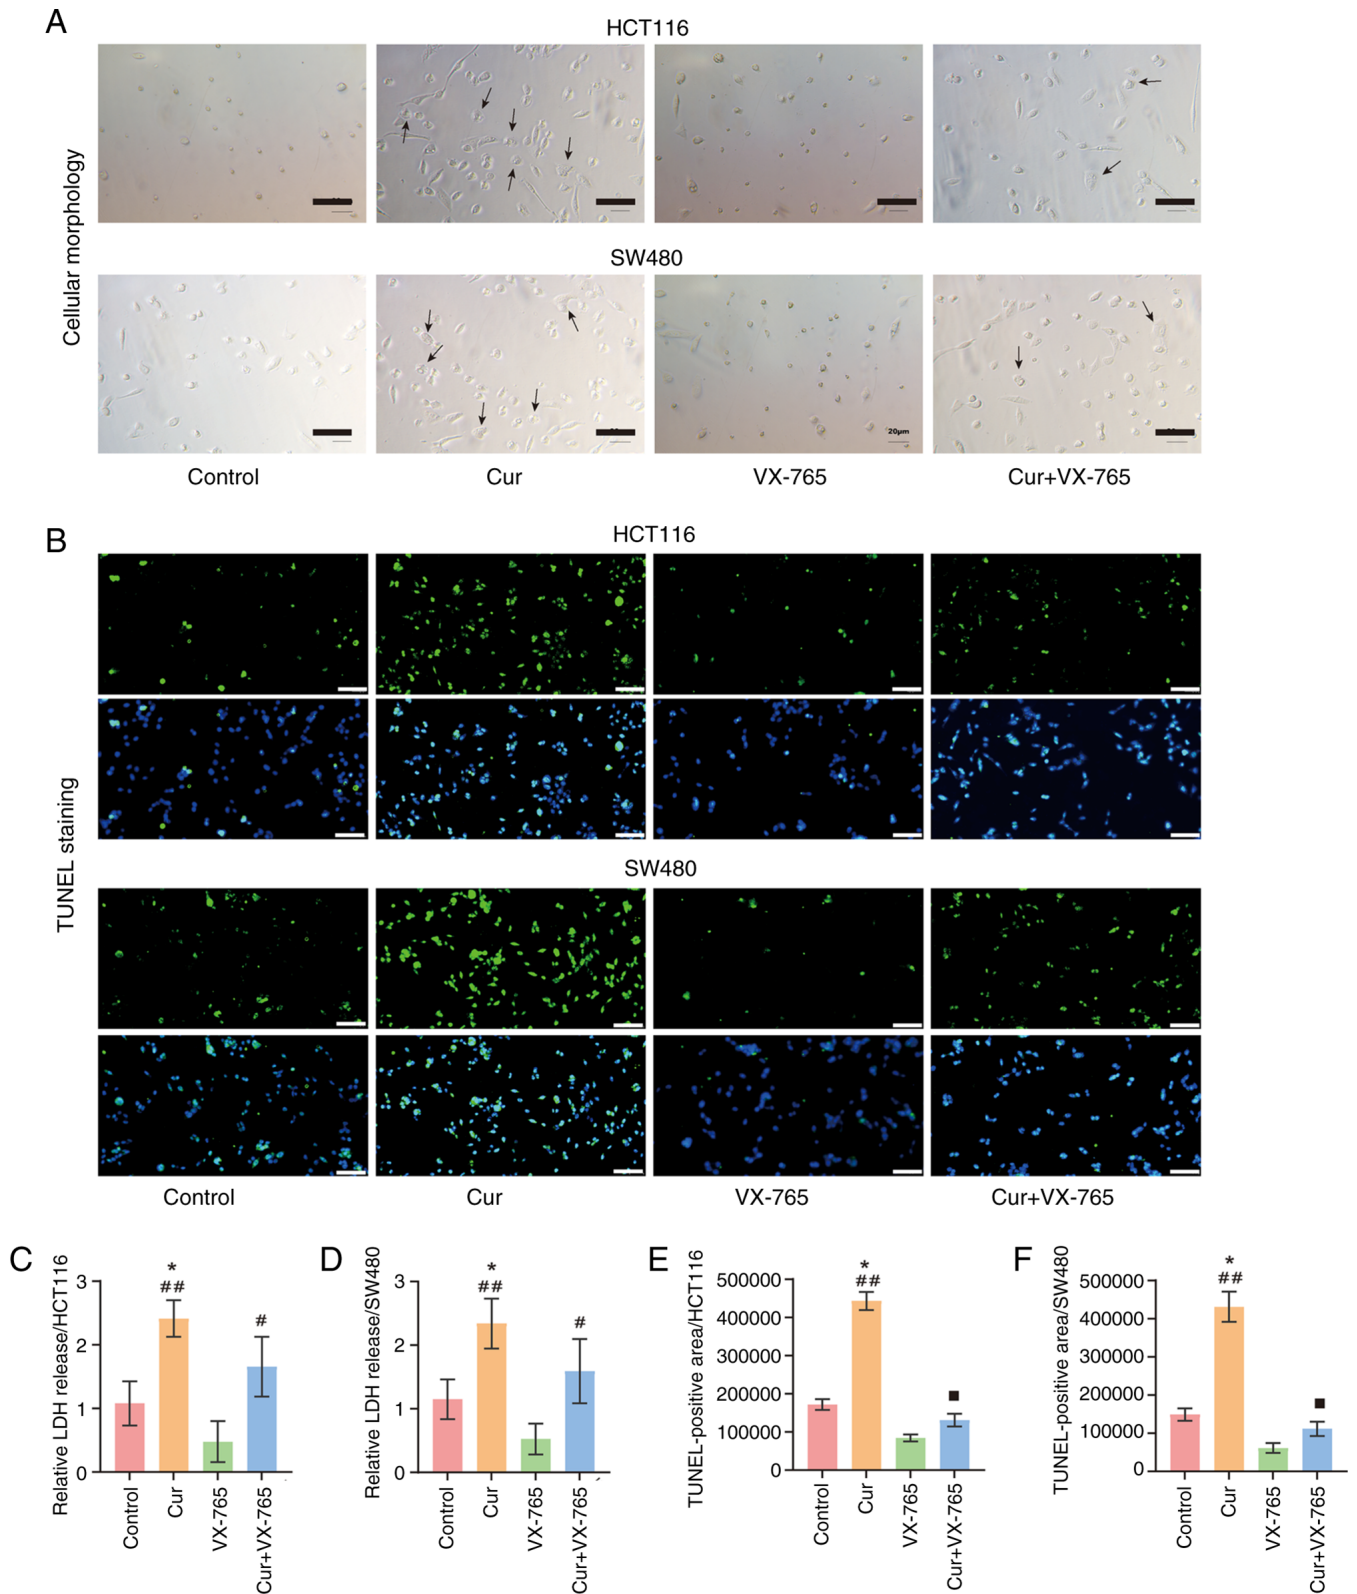 A
HCT116
Cellular morphology
SW480
20μm
Control
Cur
VX-765
Cur+VX-765
B
HCT116
TUNEL staining
SW480
Control
Cur
VX-765
Cur+VX-765
C
Relative LDH release/HCT116
3
2
1
0
*
##
#
Control
Cur
VX-765
Cur+VX-765
D
Relative LDH release/SW480
3
2
1
0
*
##
#
Control
Cur
VX-765
Cur+VX-765
E
TUNEL-positive area/HCT116
500000
400000
300000
200000
100000
0
*
##
■
Control
Cur
VX-765
Cur+VX-765
F
TUNEL-positive area/SW480
500000
400000
300000
200000
100000
0
*
##
■
Control
Cur
VX-765
Cur+VX-765